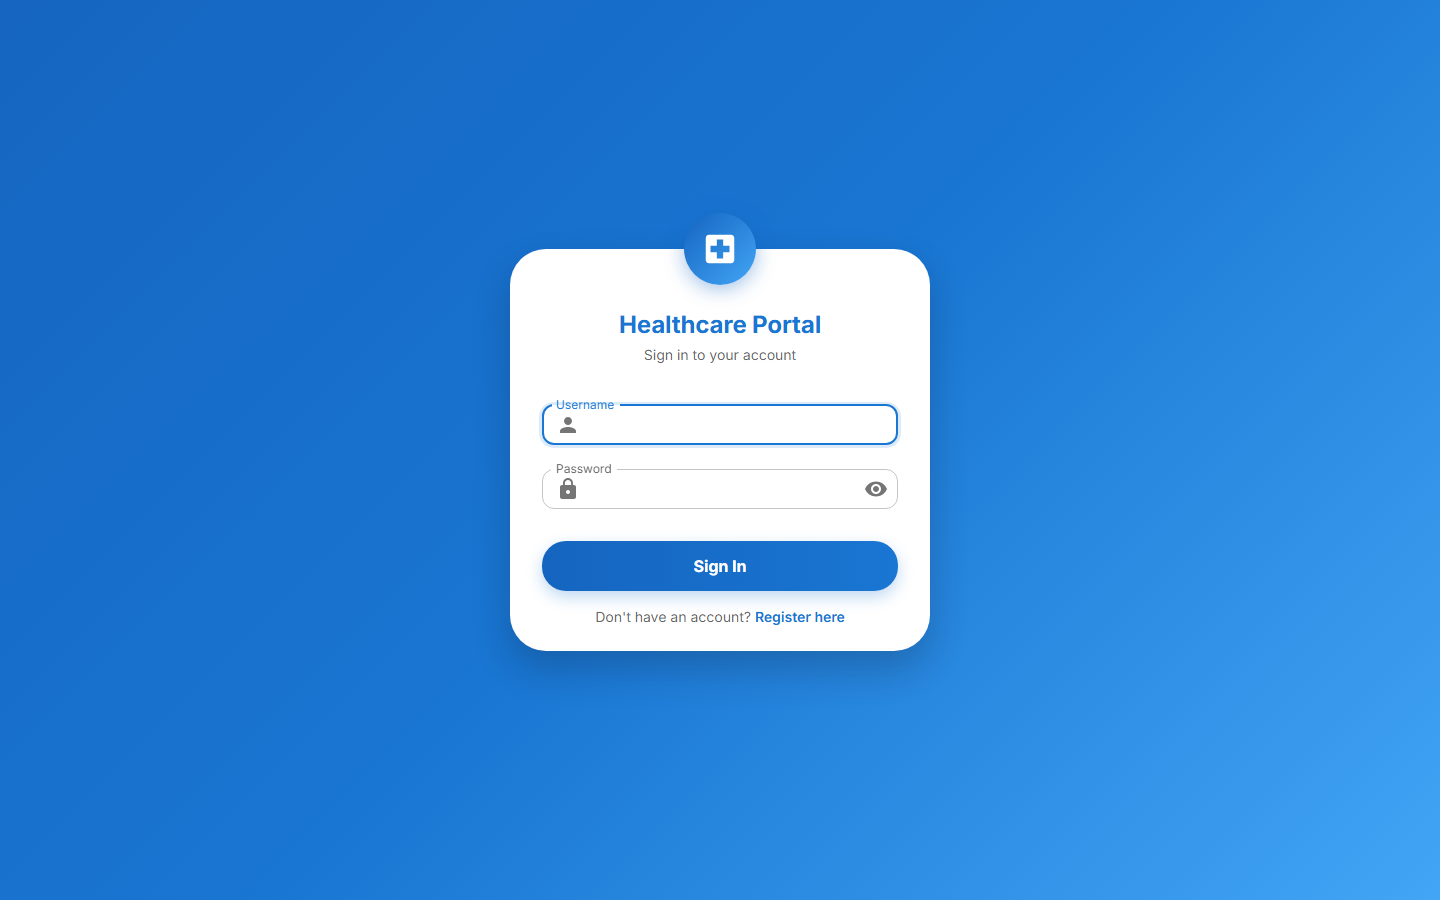 Healthcare Portal
Sign in to your account
Username
Password
Sign In
Don't have an account? Register here